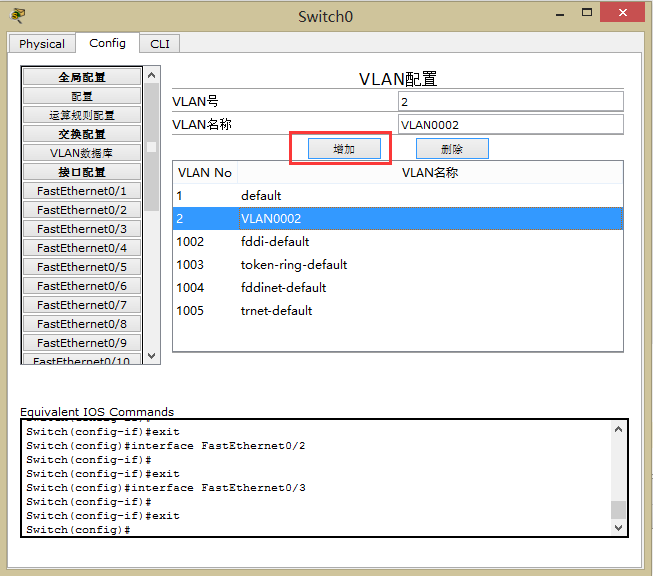 Switch0
Physical Config CLI
全局配置
配置
运算规则配置
交换配置
VLAN数据库
接口配置
FastEthernet0/1
FastEthernet0/2
FastEthernet0/3
FastEthernet0/4
FastEthernet0/5
FastEthernet0/6
FastEthernet0/7
FastEthernet0/8
FastEthernet0/9
FastEthernet0/10
VLAN配置
VLAN号 2
VLAN名称 VLAN0002
增加 删除
VLAN No VLAN名称
1 default
2 VLAN0002
1002 fddi-default
1003 token-ring-default
1004 fddinet-default
1005 trnet-default
Equivalent IOS Commands
Switch(config-if)#exit
Switch(config)#interface FastEthernet0/2
Switch(config-if)#
Switch(config-if)#exit
Switch(config)#interface FastEthernet0/3
Switch(config-if)#
Switch(config-if)#exit
Switch(config)#